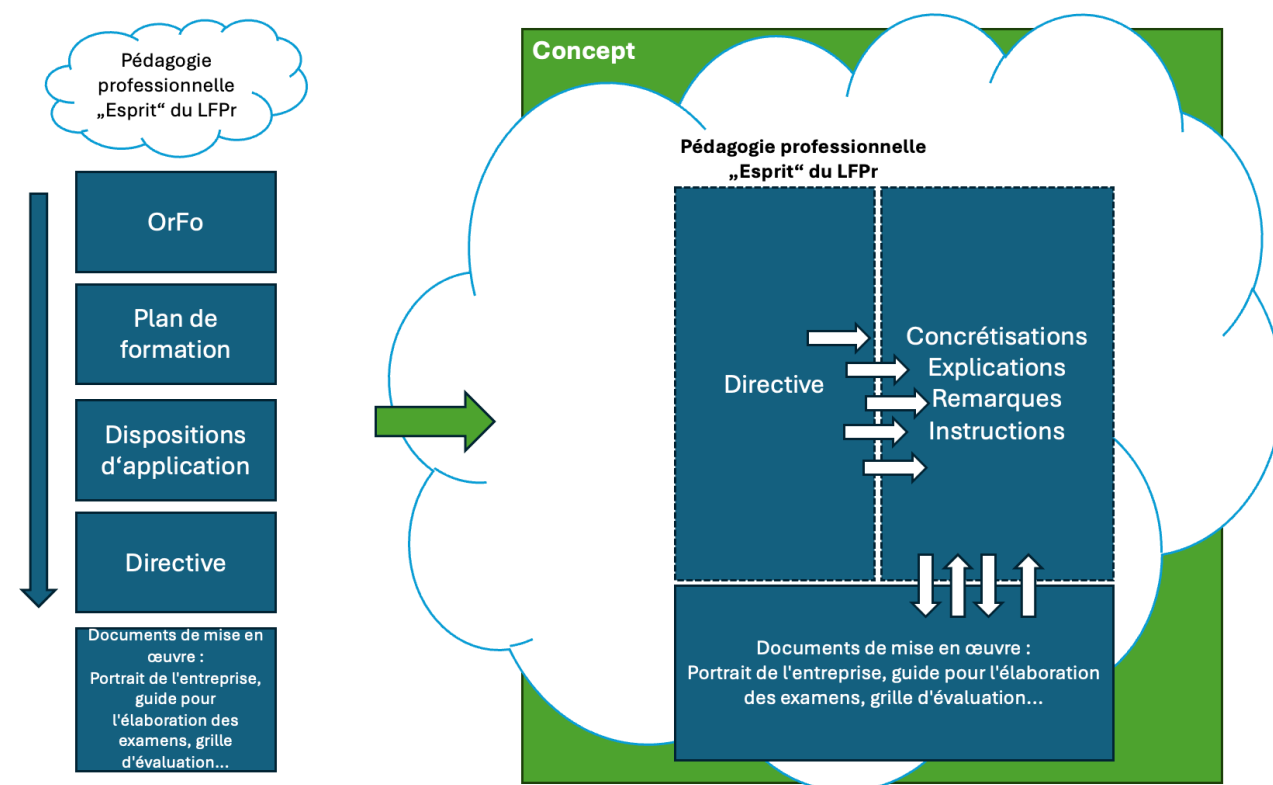 Pédagogie
professionnelle
„Esprit“ du LFPr
OrFo
Plan de
formation
Dispositions
d‘application
Directive
Documents de mise en
œuvre :
Portrait de l'entreprise,
guide pour
l'élaboration des
examens, grille
d'évaluation...
Concept
Pédagogie professionnelle
„Esprit“ du LFPr
Directive
Concrétisations
Explications
Remarques
Instructions
Documents de mise en œuvre :
Portrait de l'entreprise, guide pour l'élaboration
des examens, grille d'évaluation...